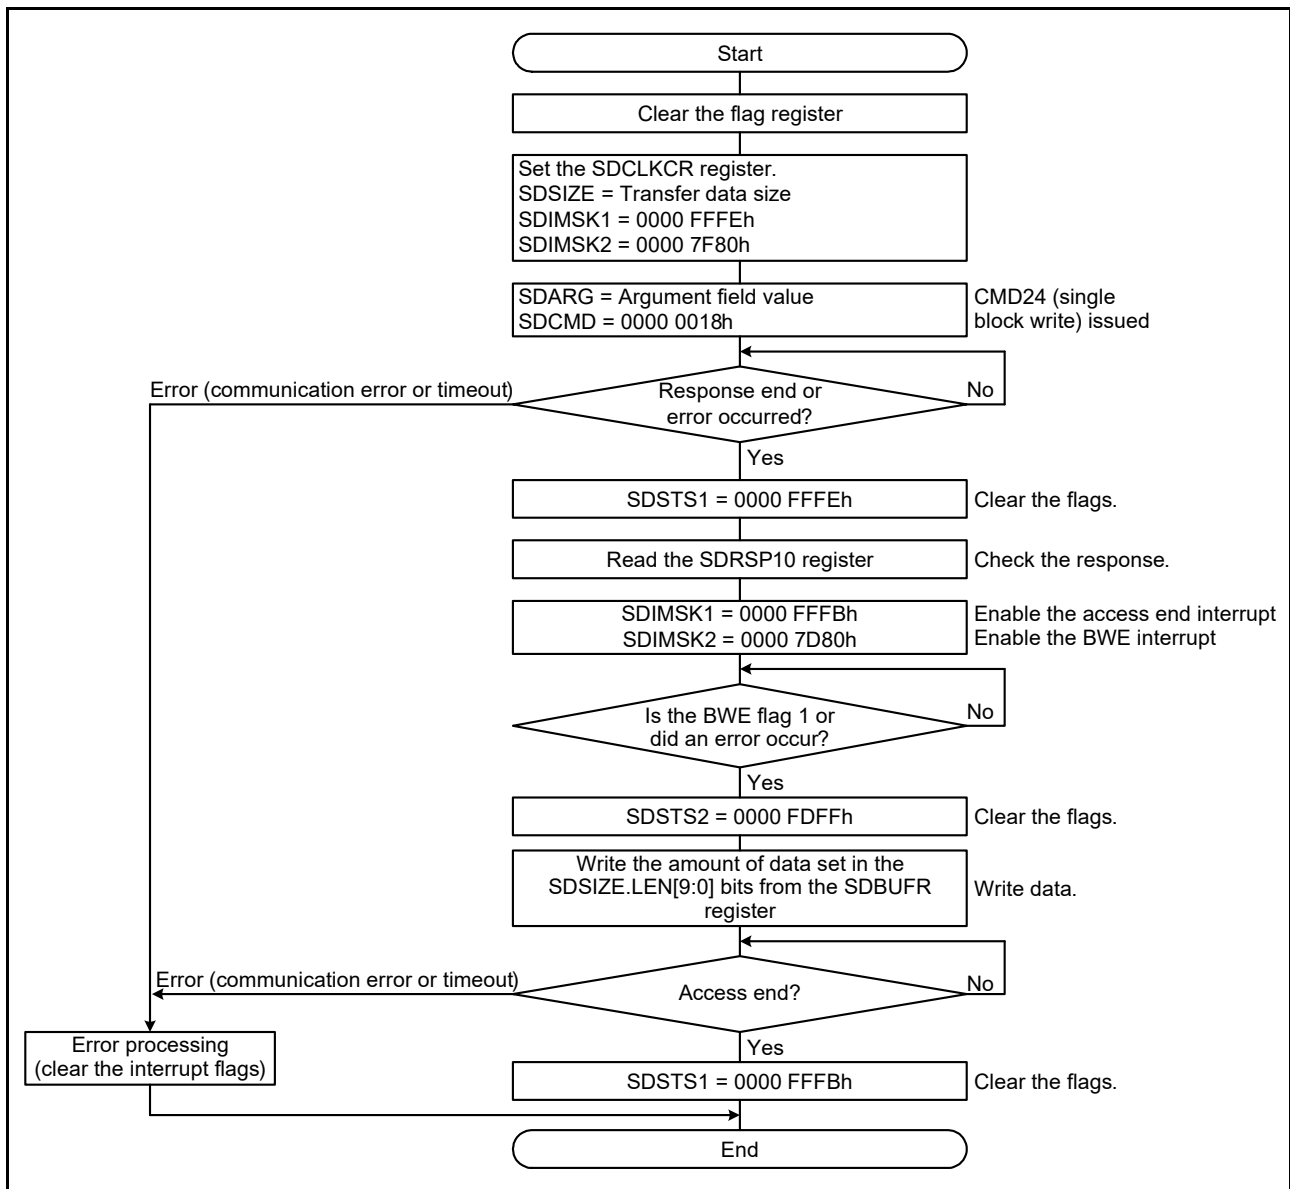 Start
Clear the flag register
Set the SDCLKCR register.
SDSIZE = Transfer data size
SDIMSK1 = 0000 FFFEh
SDIMSK2 = 0000 7F80h
SDARG = Argument field value
SDCMD = 0000 0018h
CMD24 (single
block write) issued
Error (communication error or timeout)
Response end or
error occurred?
No
Yes
SDSTS1 = 0000 FFFEh
Clear the flags.
Read the SDRSP10 register
Check the response.
SDIMSK1 = 0000 FFFBh
SDIMSK2 = 0000 7D80h
Enable the access end interrupt
Enable the BWE interrupt
Is the BWE flag 1 or
did an error occur?
No
Yes
SDSTS2 = 0000 FDFFh
Clear the flags.
Write the amount of data set in the
SDSIZE.LEN[9:0] bits from the SDBUFR
register
Write data.
Error (communication error or timeout)
Access end?
No
Yes
Error processing
(clear the interrupt flags)
SDSTS1 = 0000 FFFBh
Clear the flags.
End